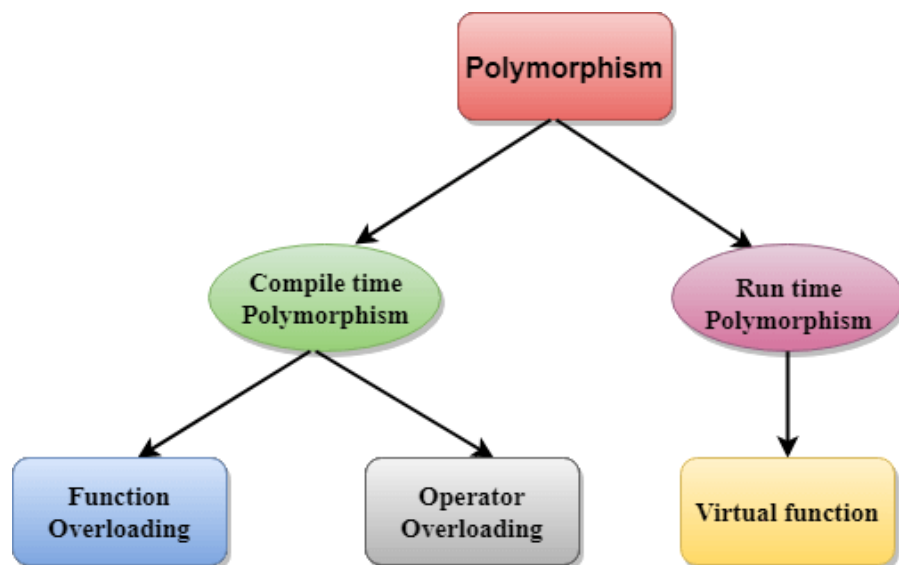 Polymorphism
Compile time
Polymorphism
Run time
Polymorphism
Function
Overloading
Operator
Overloading
Virtual function